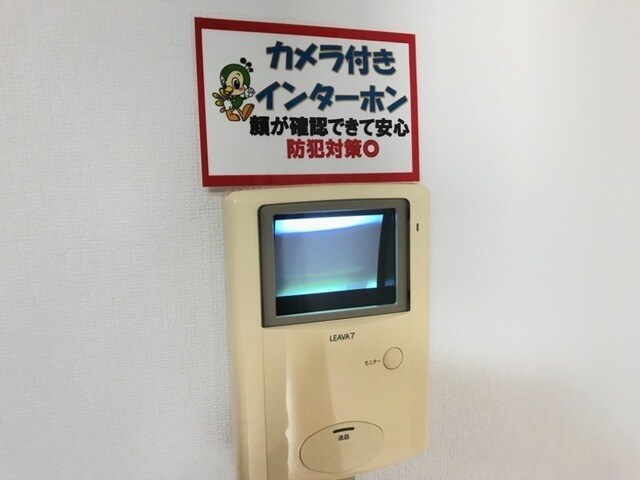 カメラ付き
インターホン
顔が確認できて安心
防犯対策○
LEAVA7
モニター
通話